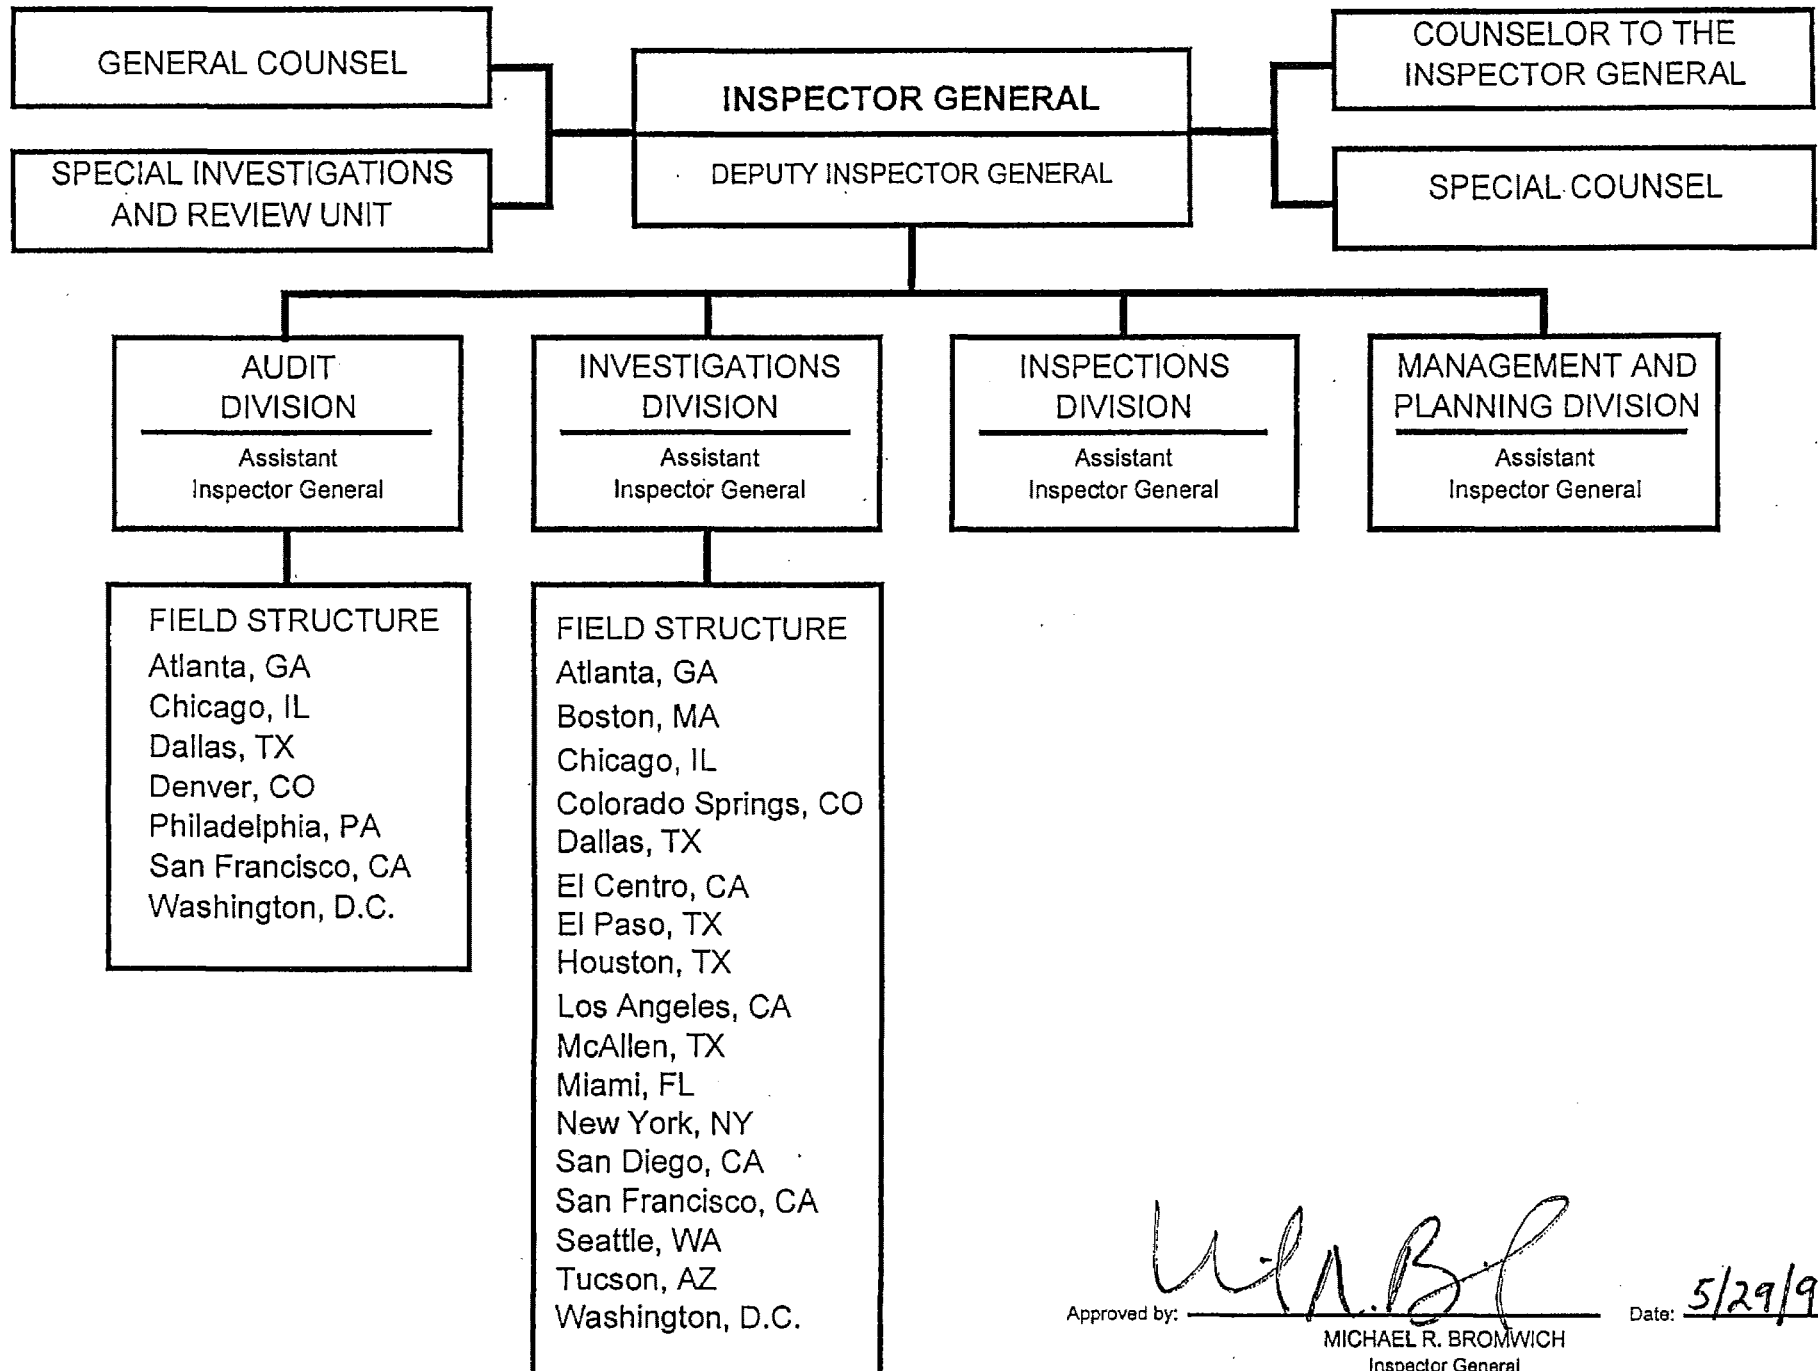 GENERAL COUNSEL
SPECIAL INVESTIGATIONS
AND REVIEW UNIT
INSPECTOR GENERAL
DEPUTY INSPECTOR GENERAL
COUNSELOR TO THE
INSPECTOR GENERAL
SPECIAL COUNSEL
AUDIT
DIVISION
Assistant
Inspector General
INVESTIGATIONS
DIVISION
Assistant
Inspector General
INSPECTIONS
DIVISION
Assistant
Inspector General
MANAGEMENT AND
PLANNING DIVISION
Assistant
Inspector General
FIELD STRUCTURE
Atlanta, GA
Chicago, IL
Dallas, TX
Denver, CO
Philadelphia, PA
San Francisco, CA
Washington, D.C.
FIELD STRUCTURE
Atlanta, GA
Boston, MA
Chicago, IL
Colorado Springs, CO
Dallas, TX
El Centro, CA
El Paso, TX
Houston, TX
Los Angeles, CA
McAllen, TX
Miami, FL
New York, NY
San Diego, CA
San Francisco, CA
Seattle, WA
Tucson, AZ
Washington, D.C.
Approved by:
MICHAEL R. BROMWICH
Inspector General
Date: 5/29/9